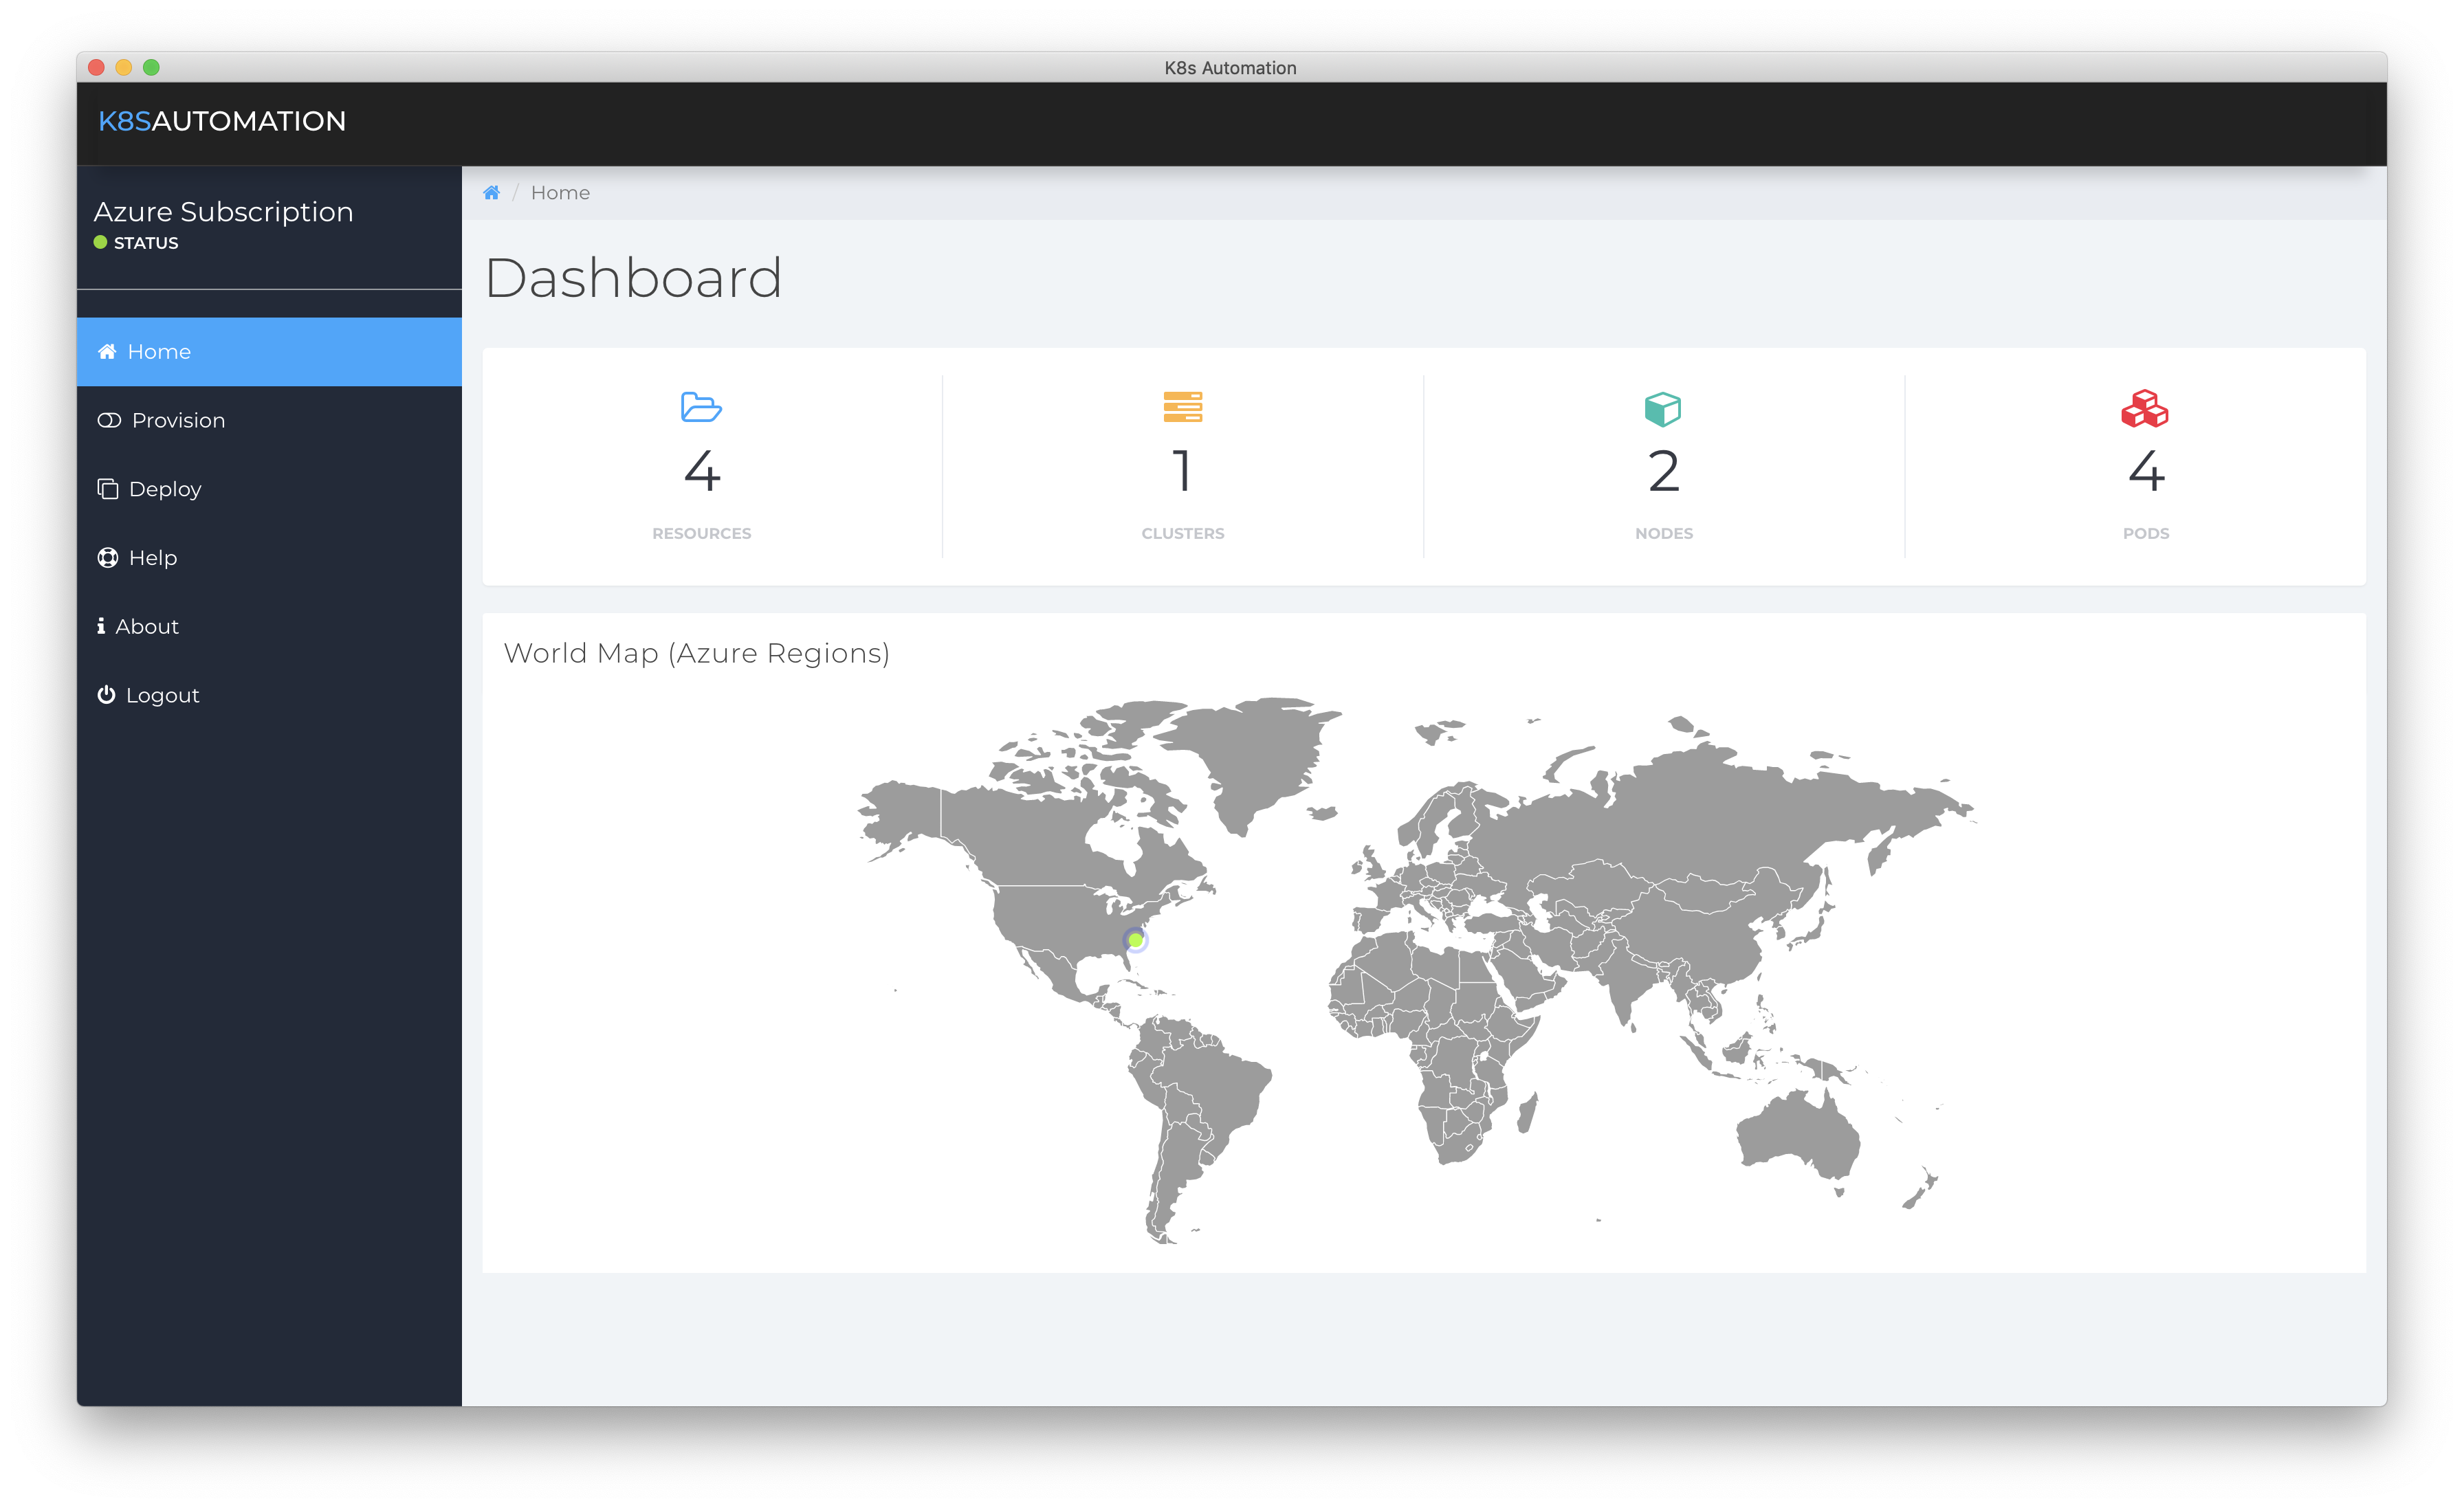 K8s Automation
K8SAUTOMATION
Azure Subscription
STATUS
Home
Provision
Deploy
Help
About
Logout
/ Home
Dashboard
4
RESOURCES
1
CLUSTERS
2
NODES
4
PODS
World Map (Azure Regions)